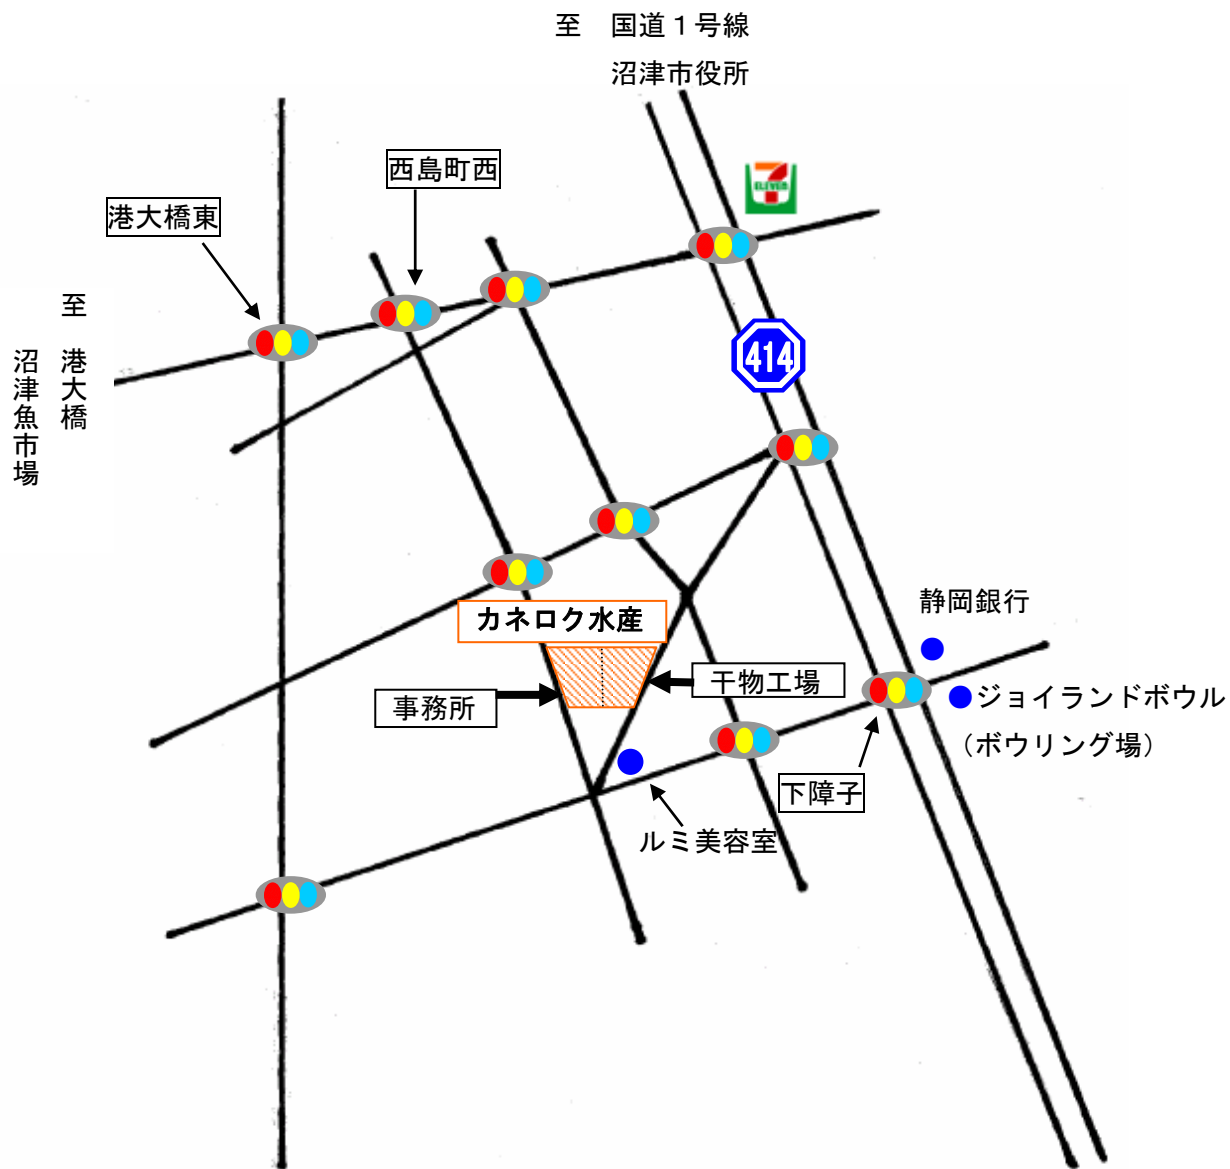 至　国道１号線
沼津市役所
西島町西
港大橋東
7
ELEVEN
至　港大橋
沼津魚市場
414
静岡銀行
カネロク水産
干物工場
事務所
ジョイランドボウル
（ボウリング場）
下障子
ルミ美容室